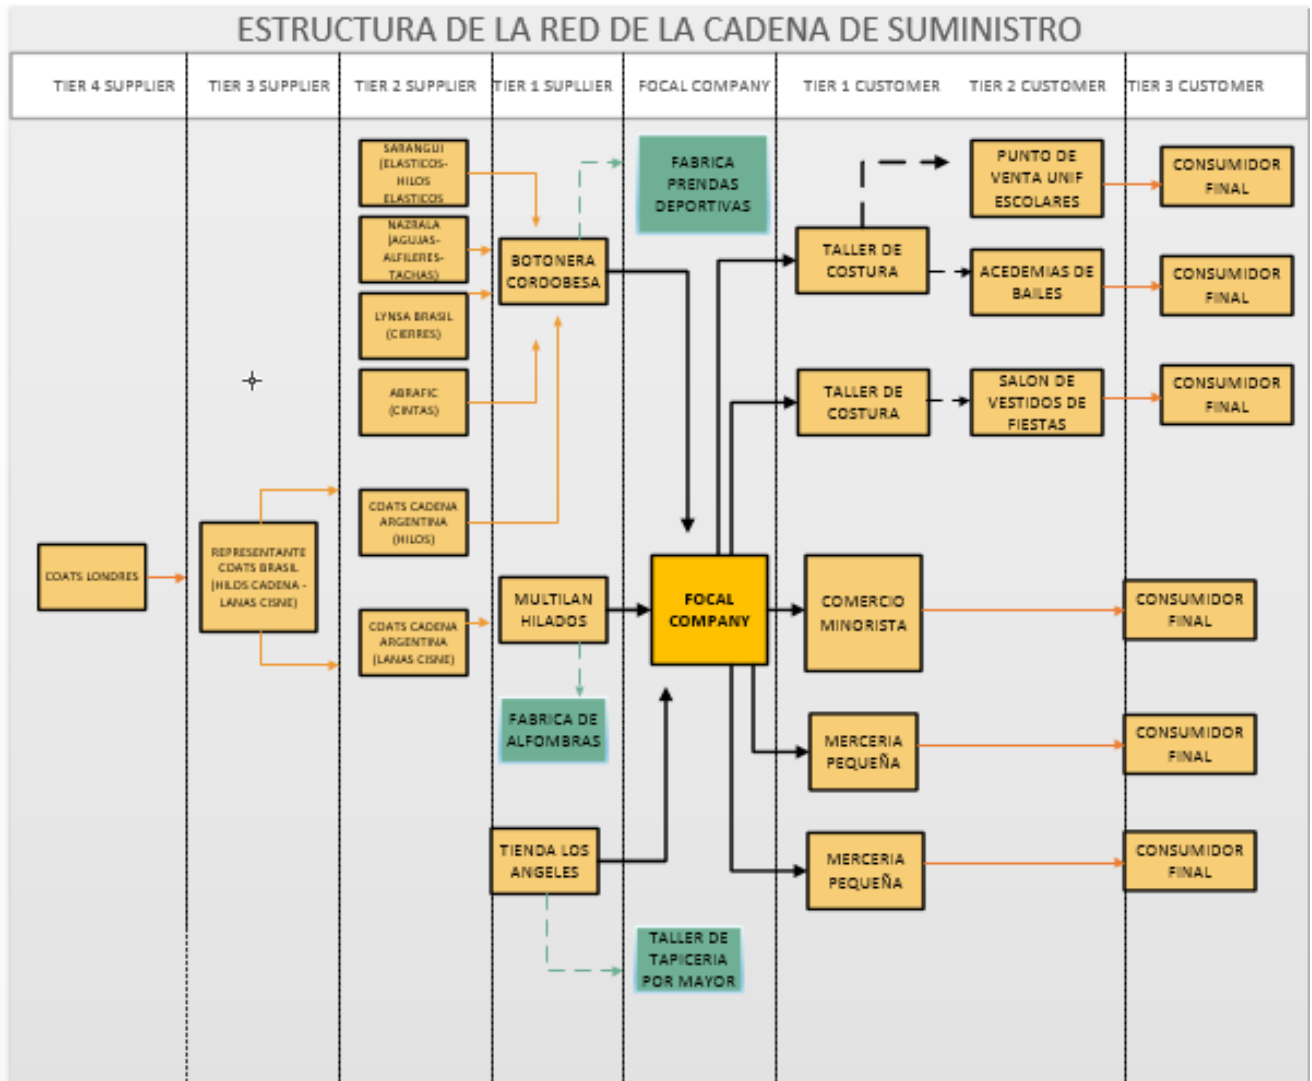 ESTRUCTURA DE LA RED DE LA CADENA DE SUMINISTRO
TIER 4 SUPPLIER
TIER 3 SUPPLIER
TIER 2 SUPPLIER
TIER 1 SUPLLIER
FOCAL COMPANY
TIER 1 CUSTOMER
TIER 2 CUSTOMER
TIER 3 CUSTOMER
COATS LONDRES
REPRESENTANTE
COATS BRASIL
(HILOS CADENA -
LANAS CISNE)
SARANGUI
(ELASTICOS-
HILOS
ELASTICOS
NAZRALA
(AGUJAS-
ALFILERES-
TACHAS)
LYNSA BRASIL
(CIERRES)
ABRAFIC
(CINTAS)
COATS CADENA
ARGENTINA
(HILOS)
COATS CADENA
ARGENTINA
(LANAS CISNE)
BOTONERA
CORDOBESA
MULTILAN
HILADOS
FABRICA DE
ALFOMBRAS
TIENDA LOS
ANGELES
FABRICA
PRENDAS
DEPORTIVAS
FOCAL
COMPANY
TALLER DE
TAPICERIA
POR MAYOR
TALLER DE
COSTURA
TALLER DE
COSTURA
COMERCIO
MINORISTA
MERCERIA
PEQUEÑA
MERCERIA
PEQUEÑA
PUNTO DE
VENTA UNIF
ESCOLARES
ACEDEMIAS DE
BAILES
SALON DE
VESTIDOS DE
FIESTAS
CONSUMIDOR
FINAL
CONSUMIDOR
FINAL
CONSUMIDOR
FINAL
CONSUMIDOR
FINAL
CONSUMIDOR
FINAL
CONSUMIDOR
FINAL